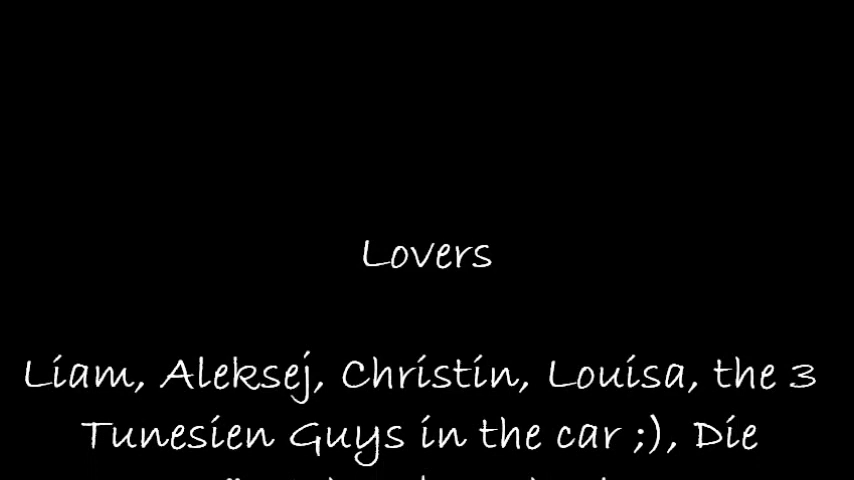 Lovers
Liam, Aleksej, Christin, Louisa, the 3
Tunesien Guys in the car ;), Die